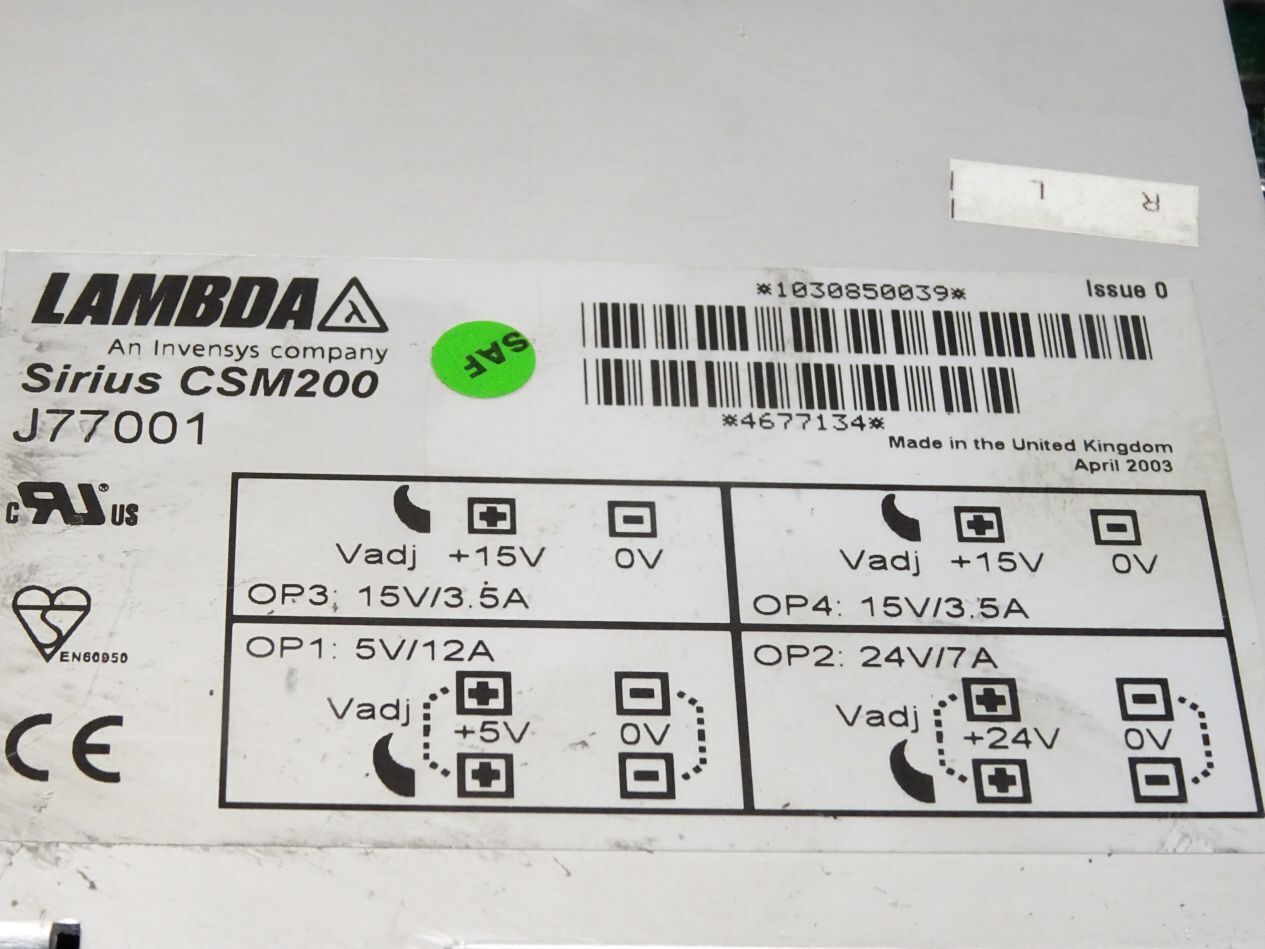 R L
LAMBDA
An Invensys company
Sirius CSM200
J77001
SAF
*1030850039*
Issue 0
*4677134*
Made in the United Kingdom
April 2003
c RU US
EN60950
CE
Vadj +15V 0V
OP3: 15V/3.5A
Vadj +15V 0V
OP4: 15V/3.5A
OP1: 5V/12A
Vadj +5V 0V
OP2: 24V/7A
Vadj +24V 0V